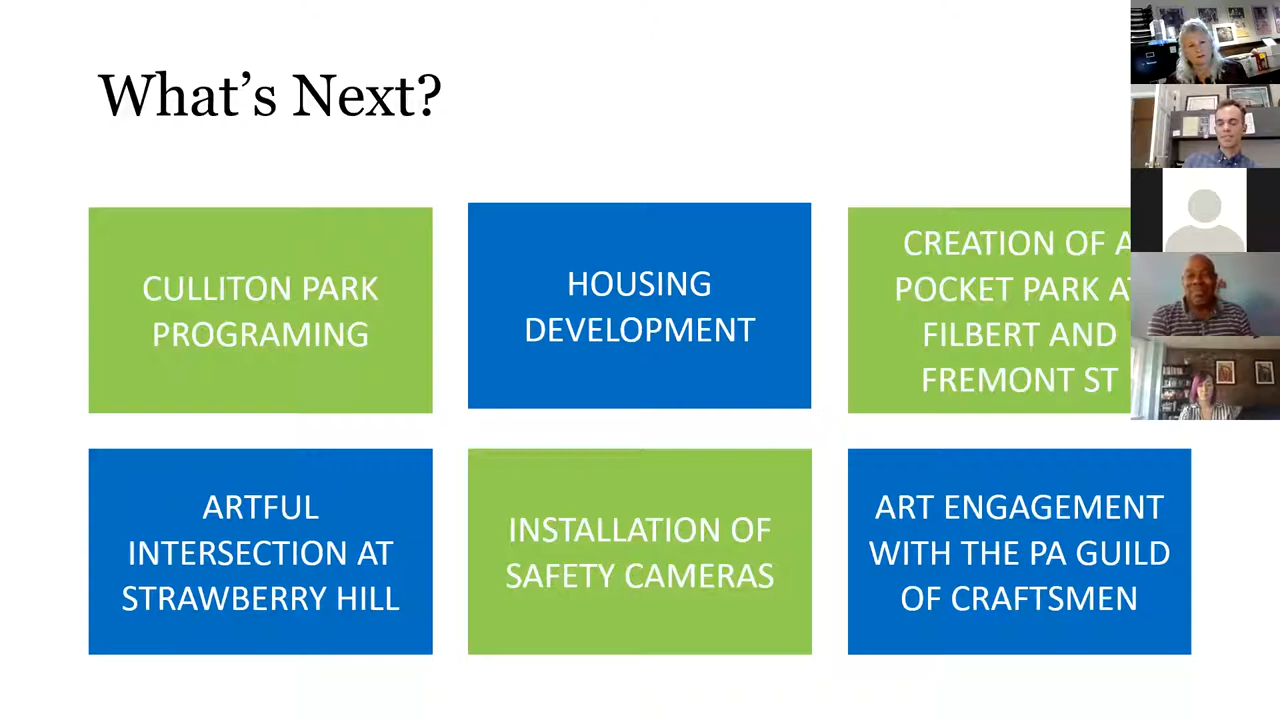 What’s Next?
CULLITON PARK
PROGRAMING
HOUSING
DEVELOPMENT
CREATION OF A
POCKET PARK AT
FILBERT AND
FREMONT ST
ARTFUL
INTERSECTION AT
STRAWBERRY HILL
INSTALLATION OF
SAFETY CAMERAS
ART ENGAGEMENT
WITH THE PA GUILD
OF CRAFTSMEN